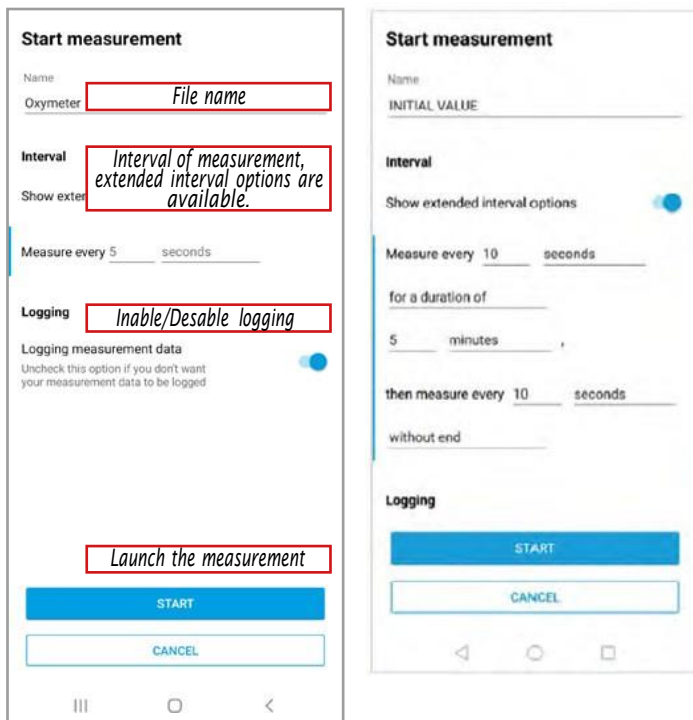 Start measurement
Name
Oxymeter
File name
Interval
Interval of measurement,
extended interval options are
available.
Show exter
Measure every 5 seconds
Logging
Inable/Desable logging
Logging measurement data
Uncheck this option if you don't want
your measurement data to be logged
Launch the measurement
START
CANCEL
Start measurement
Name
INITIAL VALUE
Interval
Show extended interval options
Measure every 10 seconds
for a duration of
5 minutes ,
then measure every 10 seconds
without end
Logging
START
CANCEL